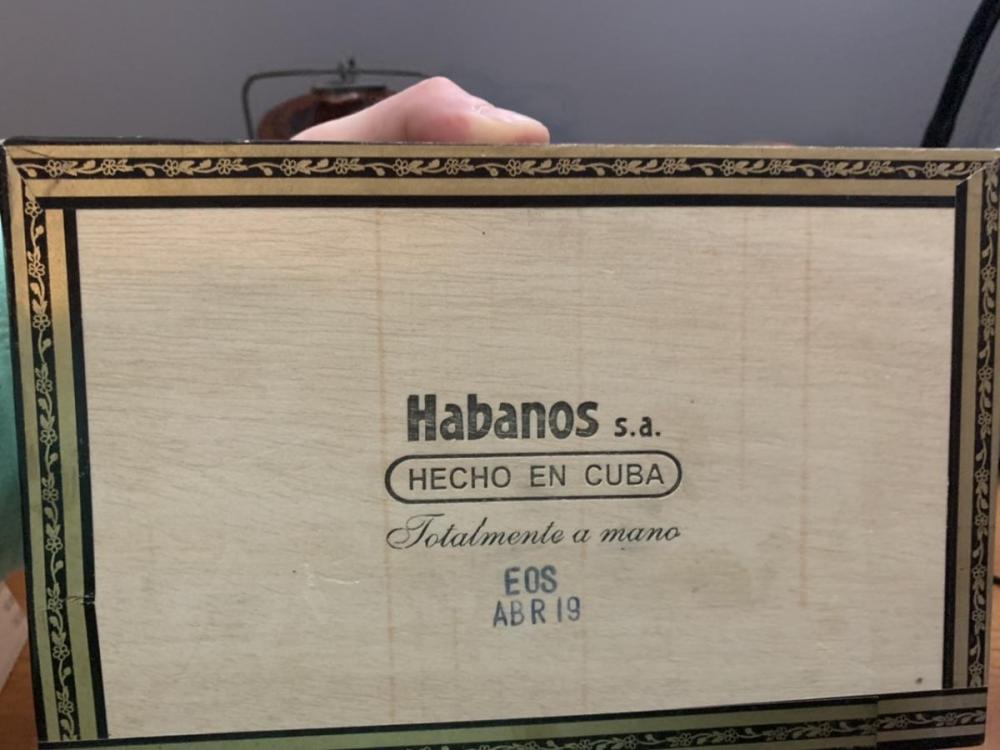 Habanos s.a.
HECHO EN CUBA
Totalmente a mano
EOS
ABR 19